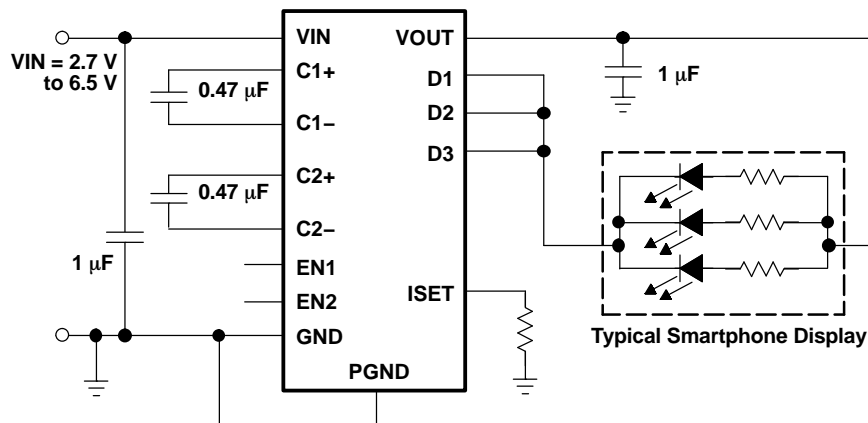 VIN
VOUT
VIN = 2.7 V
to 6.5 V
C1+
0.47 μF
C1−
D1
D2
D3
1 μF
C2+
0.47 μF
C2−
1 μF
EN1
EN2
ISET
GND
PGND
Typical Smartphone Display